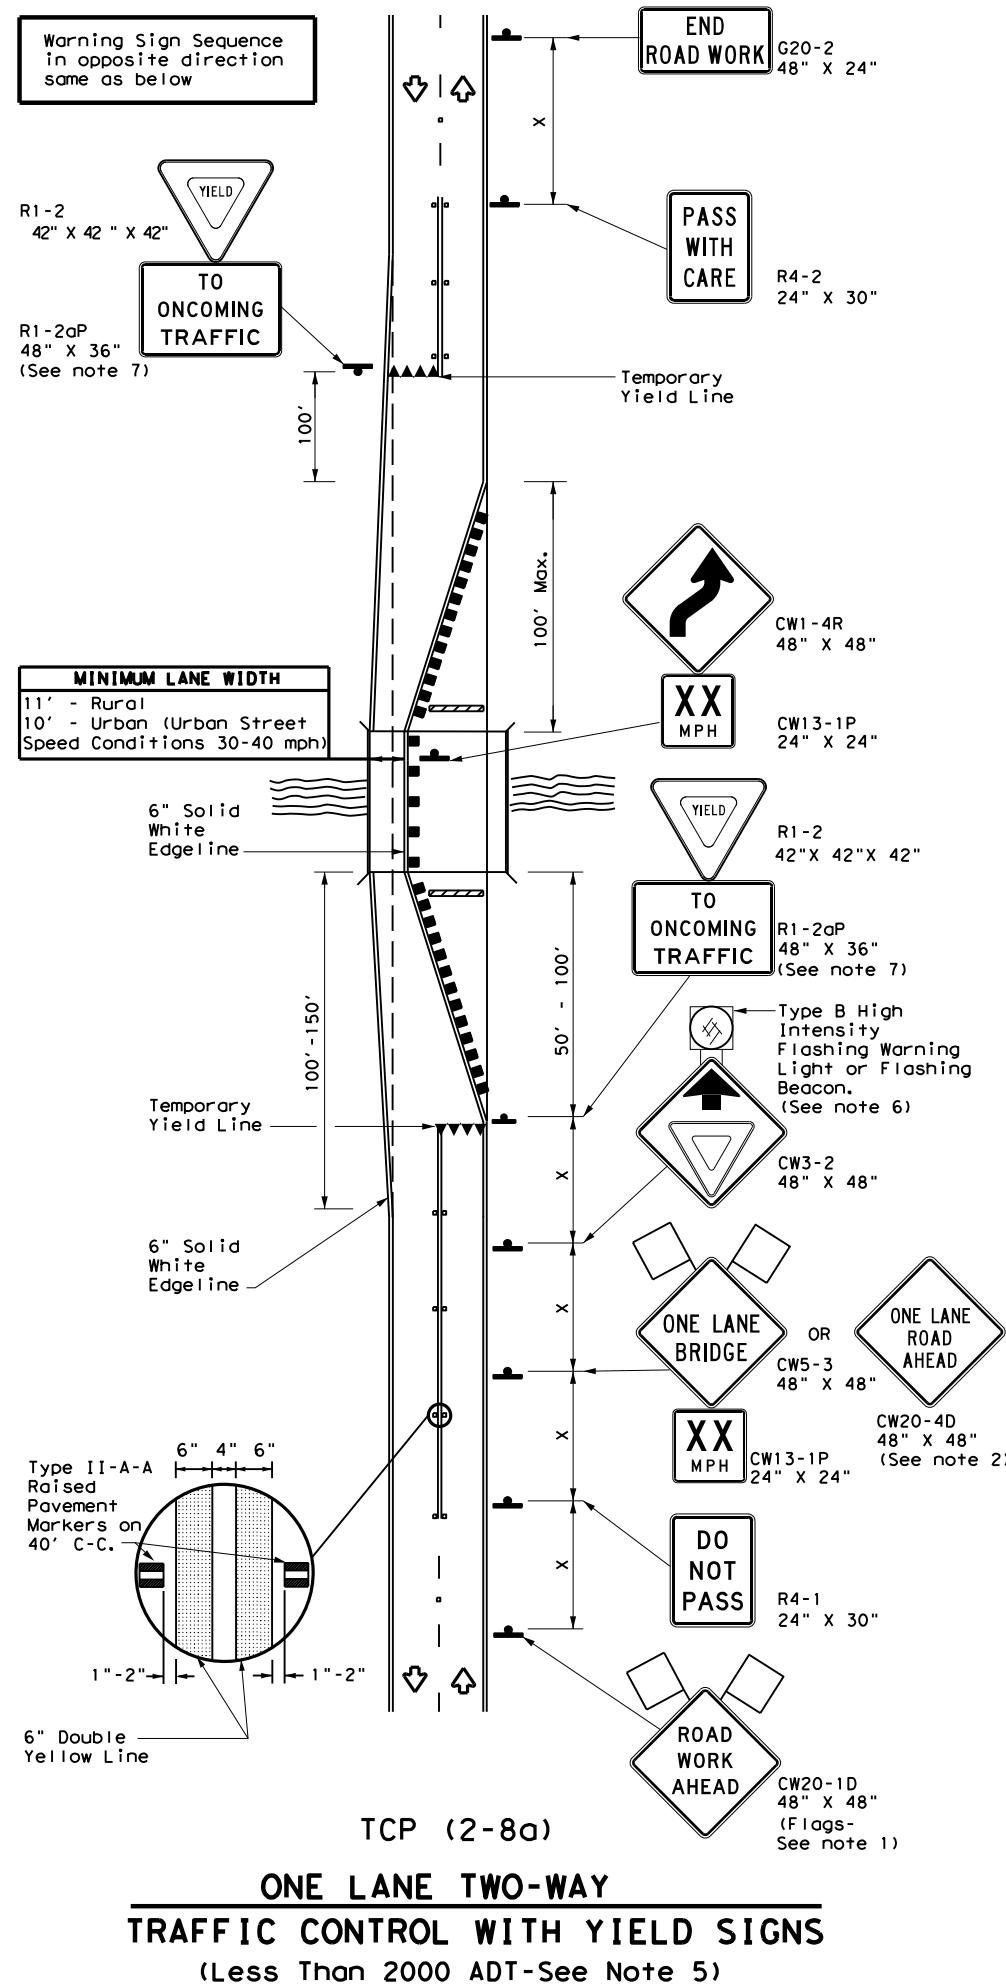 Warning Sign Sequence
in opposite direction
same as below
END
ROAD WORK
G20-2
48" X 24"
X
YIELD
R1-2
42" X 42 " X 42"
TO
ONCOMING
TRAFFIC
R1-2aP
48" X 36"
(See note 7)
PASS
WITH
CARE
R4-2
24" X 30"
Temporary
Yield Line
100'
100' Max.
CW1-4R
48" X 48"
XX
MPH
CW13-1P
24" X 24"
MINIMUM LANE WIDTH
11' - Rural
10' - Urban (Urban Street
Speed Conditions 30-40 mph)
6" Solid
White
Edgeline
YIELD
R1-2
42"X 42"X 42"
TO
ONCOMING
TRAFFIC
R1-2aP
48" X 36"
(See note 7)
50' - 100'
100'-150'
Type B High
Intensity
Flashing Warning
Light or Flashing
Beacon.
(See note 6)
Temporary
Yield Line
X
CW3-2
48" X 48"
6" Solid
White
Edgeline
X
ONE LANE
BRIDGE
OR
CW5-3
48" X 48"
ONE LANE
ROAD
AHEAD
CW20-4D
48" X 48"
(See note 2)
XX
MPH
CW13-1P
24" X 24"
X
6" 4" 6"
Type II-A-A
Raised
Pavement
Markers on
40' C-C.
DO
NOT
PASS
R4-1
24" X 30"
X
1"-2"
1"-2"
6" Double
Yellow Line
ROAD
WORK
AHEAD
CW20-1D
48" X 48"
(Flags-
See note 1)
TCP (2-8a)
ONE LANE TWO-WAY
TRAFFIC CONTROL WITH YIELD SIGNS
(Less Than 2000 ADT-See Note 5)